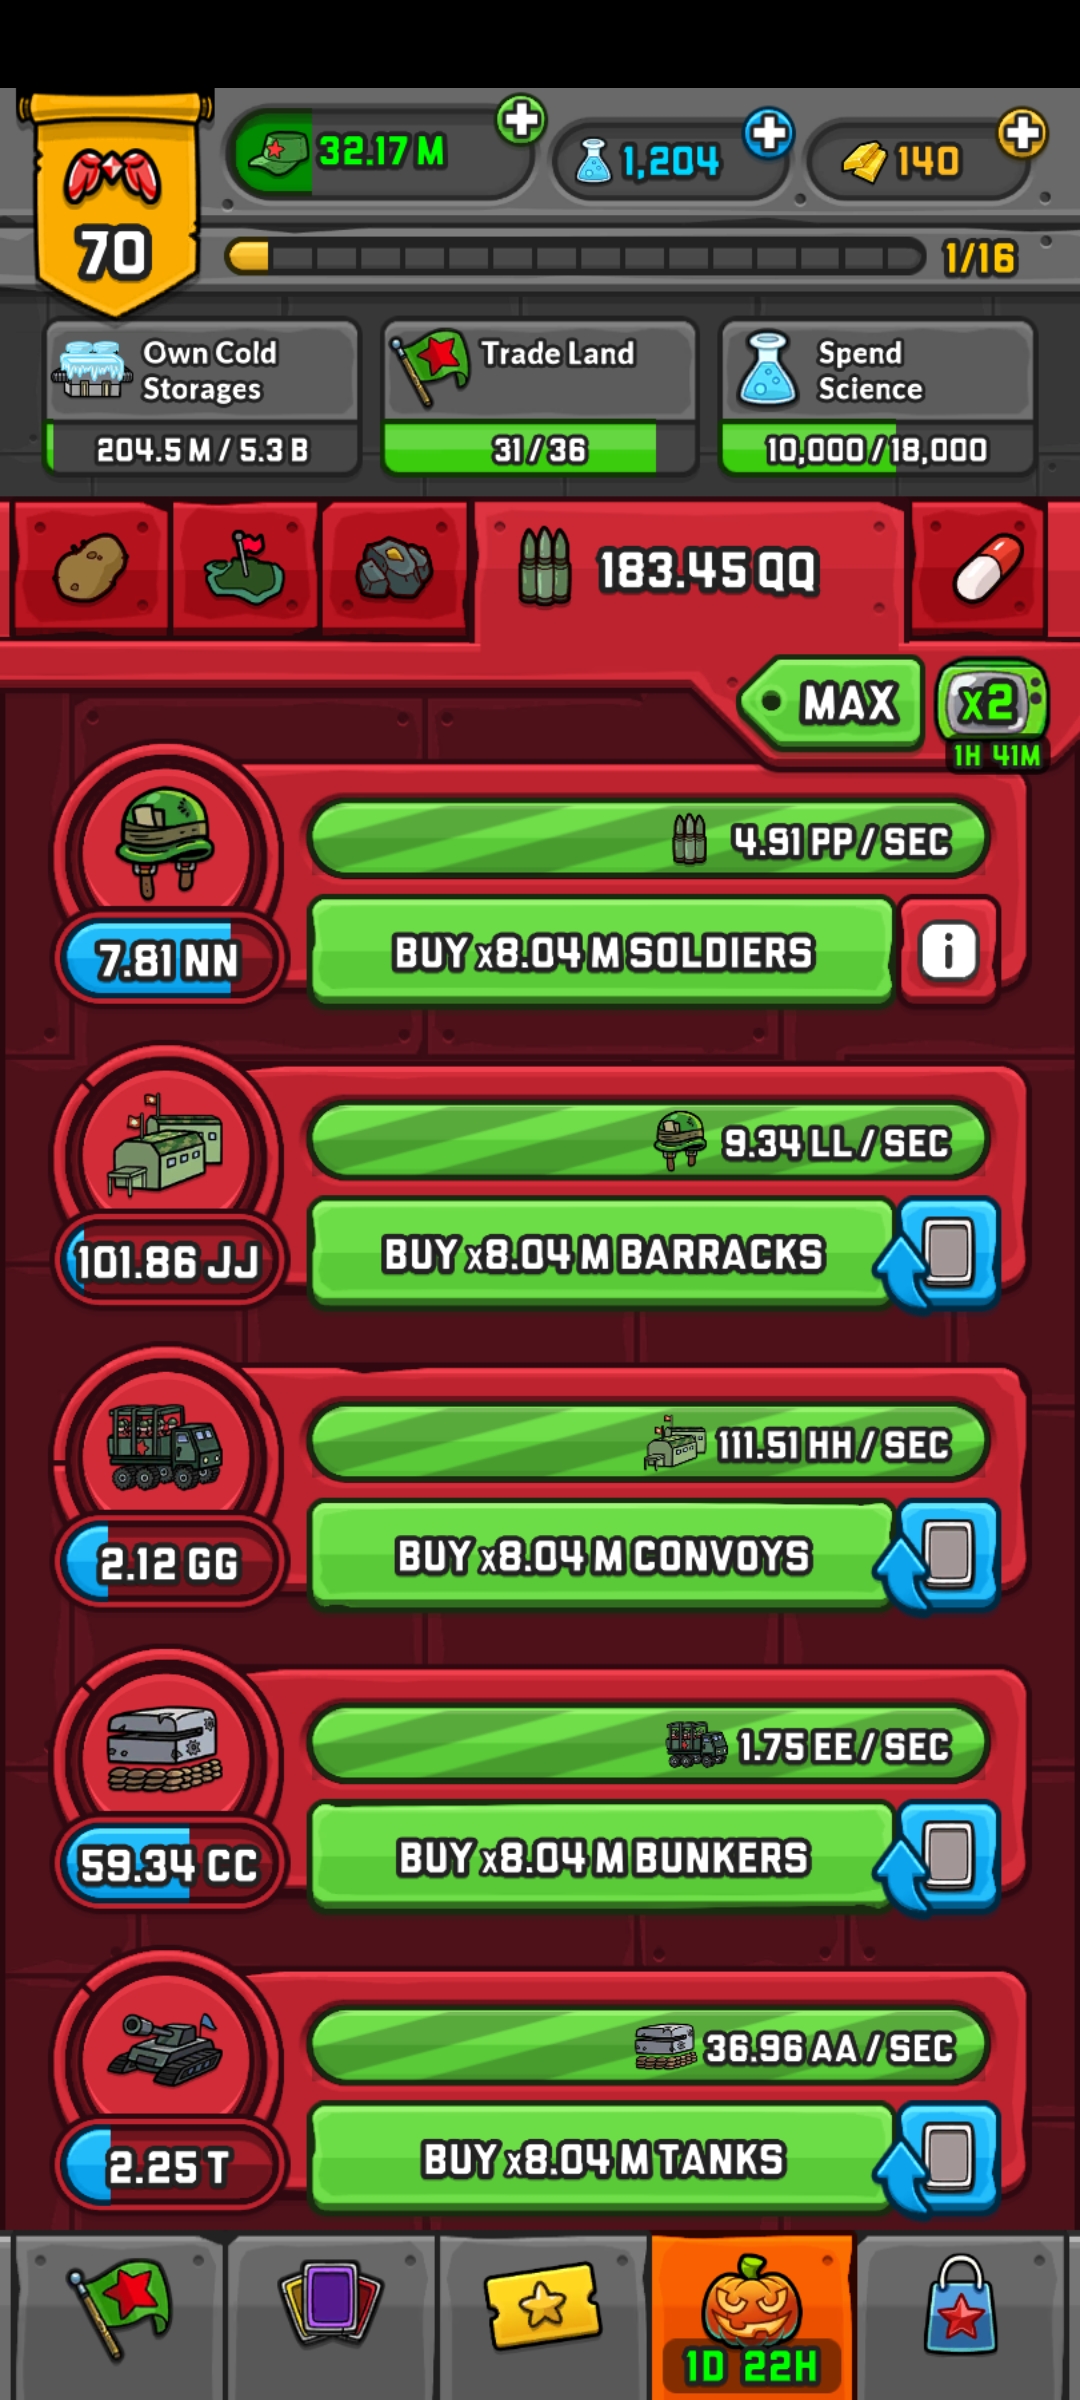 70
32.17 M
1,204
140
1/16
Own Cold
Storages
204.5 M / 5.3 B
Trade Land
31 / 36
Spend
Science
10,000 / 18,000
183.45 QQ
MAX
x2
1H 41M
4.91 PP / SEC
7.81 NN
BUY x8.04 M SOLDIERS
i
9.34 LL / SEC
101.86 JJ
BUY x8.04 M BARRACKS
111.51 HH / SEC
2.12 GG
BUY x8.04 M CONVOYS
1.75 EE / SEC
59.34 CC
BUY x8.04 M BUNKERS
36.96 AA / SEC
2.25 T
BUY x8.04 M TANKS
1D 22H